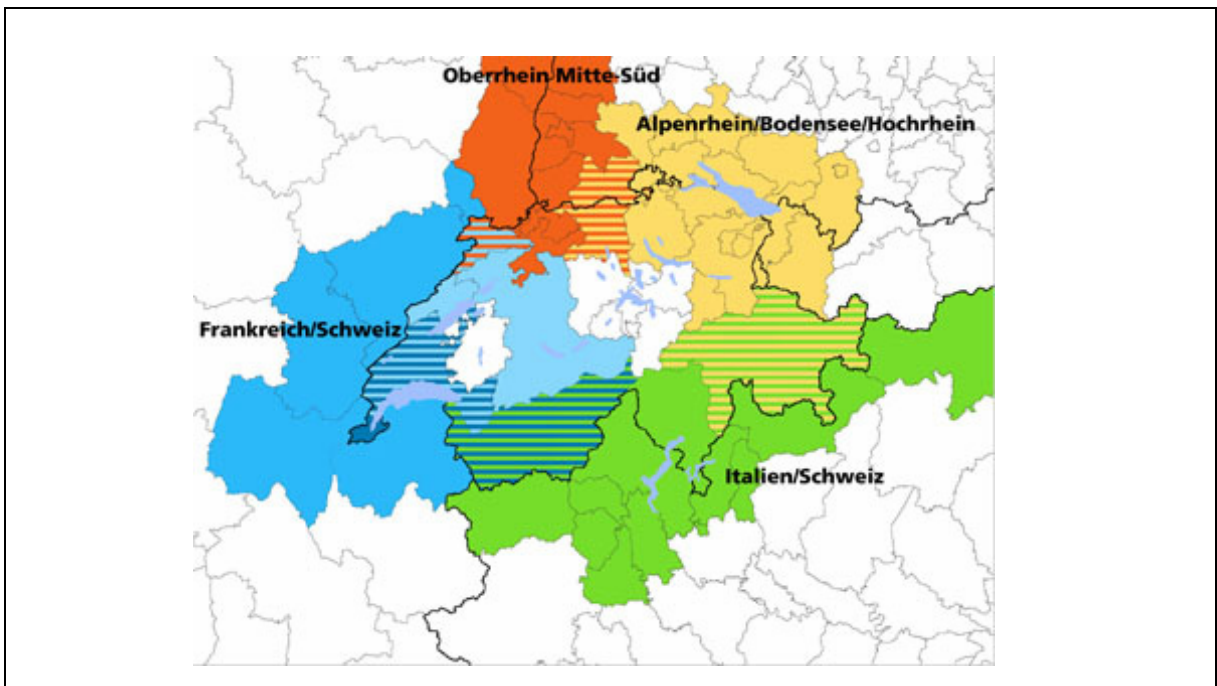 Oberrhein Mitte-Süd
Alpenrhein/Bodensee/Hochrhein
Frankreich/Schweiz
Italien/Schweiz